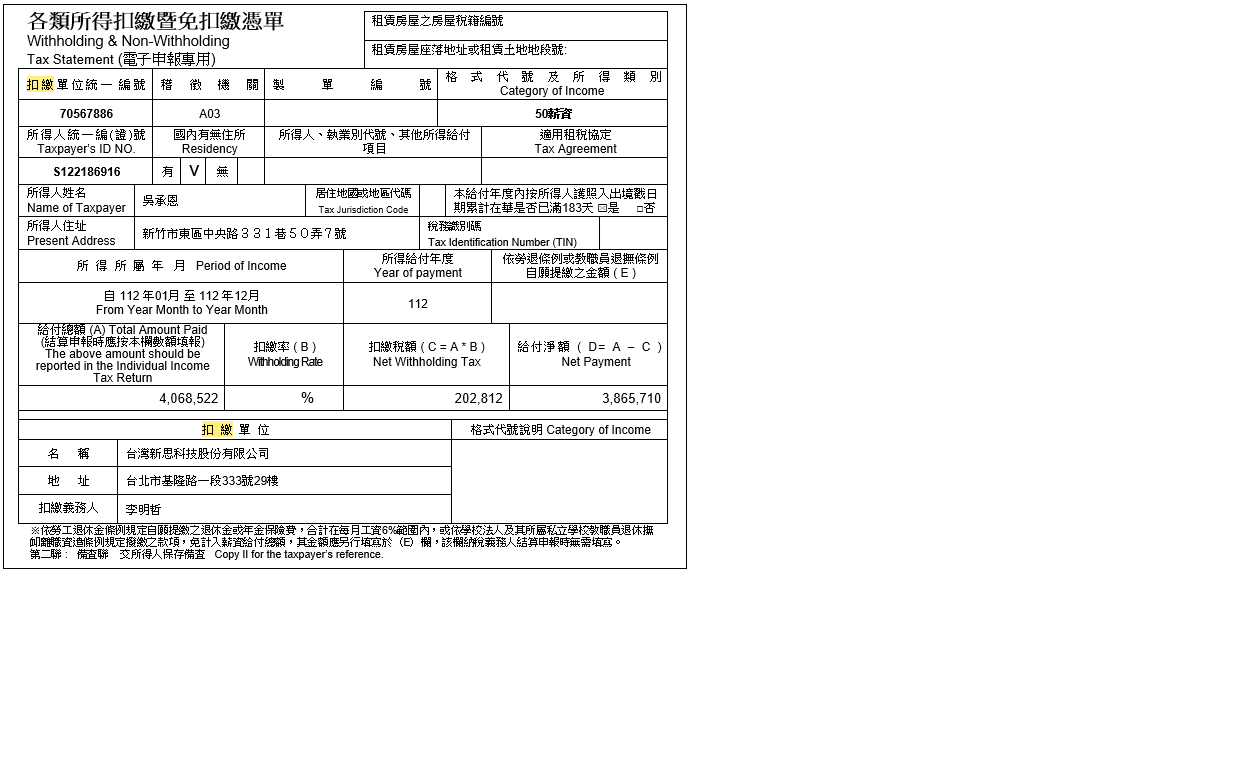 各類所得扣繳暨免扣繳憑單
Withholding & Non-Withholding
Tax Statement (電子申報專用)
租賃房屋之房屋稅籍編號
租賃房屋座落地址或租賃土地地段號:
扣繳單位統一編號 稽徵機關 製單編號 格式代號及所得類別
Category of Income
70567886 A03 50薪資
所得人統一編(證)號 國內有無住所 所得人、執業別代號、其他所得給付 適用租稅協定
Taxpayer's ID NO. Residency 項目 Tax Agreement
S122186916 有 V 無
所得人姓名 吳承恩 居住地國或地區代碼 本給付年度內按所得人護照入出境戳日
Name of Taxpayer Tax Jurisdiction Code 期累計在華是否已滿183天 ☑是 □否
所得人住址 新竹市東區中央路331巷50弄7號 稅務識別碼
Present Address Tax Identification Number (TIN)
所得所屬年月 Period of Income 所得給付年度 依勞退條例或教職員退撫條例
Year of payment 自願提繳之金額 ( E )
自 112 年01月 至 112 年12月 112
From Year Month to Year Month
給付總額 (A) Total Amount Paid
(結算申報時應按本欄數額填報) 扣繳率 ( B ) 扣繳稅額 ( C = A * B ) 給付淨額 ( D= A – C )
The above amount should be Withholding Rate Net Withholding Tax Net Payment
reported in the Individual Income
Tax Return
4,068,522 % 202,812 3,865,710
扣繳單位 格式代號說明 Category of Income
名稱 台灣新思科技股份有限公司
地址 台北市基隆路一段333號29樓
扣繳義務人 李明哲
※依勞工退休金條例規定自願提繳之退休金或年金保險費,合計在每月工資6%範圍內,或依學校法人及其所屬私立學校教職員退休撫
卹離職資遣條例規定撥繳之款項,免計入薪資給付總額,其金額應另行填寫於 (E) 欄,該欄納稅義務人結算申報時無需填寫。
第二聯: 備查聯 交所得人保存備查 Copy II for the taxpayer's reference.